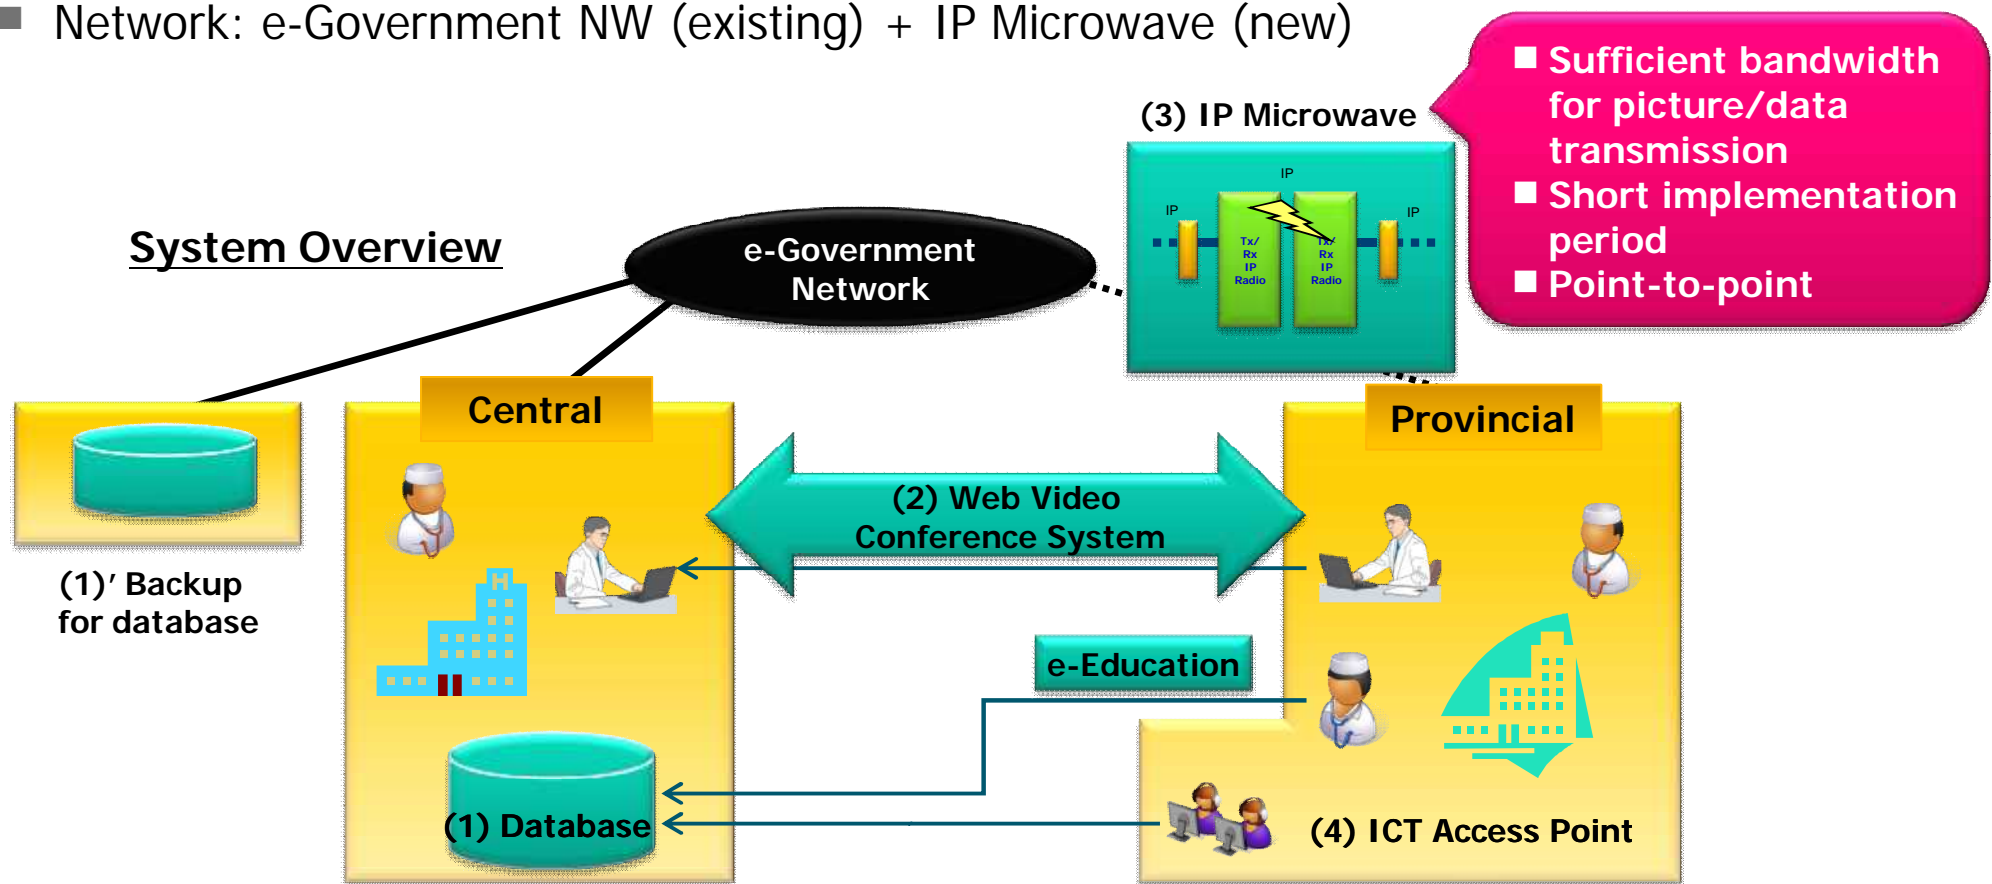 Network: e-Government NW (existing) + IP Microwave (new)
Sufficient bandwidth
for picture/data
transmission
Short implementation
period
Point-to-point
(3) IP Microwave
IP
IP
IP
Tx/
Rx
IP
Radio
Tx/
Rx
IP
Radio
System Overview
e-Government
Network
Central
Provincial
(2) Web Video
Conference System
(1)' Backup
for database
H
e-Education
(1) Database
(4) ICT Access Point